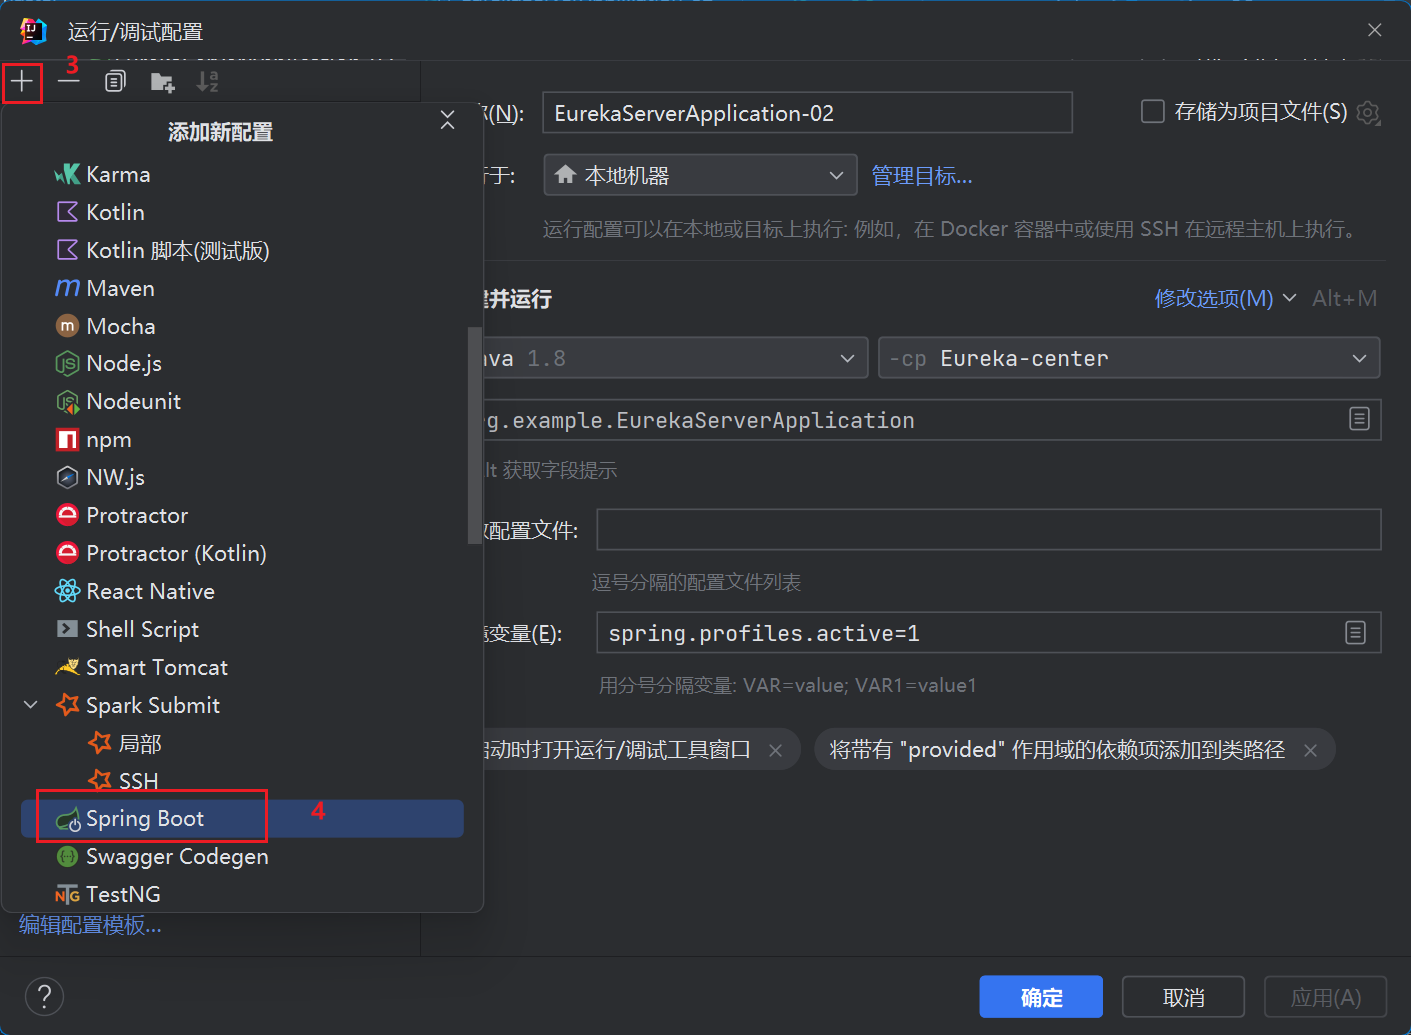 运行/调试配置
3
添加新配置
Karma
Kotlin
Kotlin 脚本(测试版)
Maven
Mocha
Node.js
Nodeunit
npm
NW.js
Protractor
Protractor (Kotlin)
React Native
Shell Script
Smart Tomcat
Spark Submit
局部
SSH
Spring Boot
4
Swagger Codegen
TestNG
编辑配置模板...
(N):
EurekaServerApplication-02
存储为项目文件(S)
于:
本地机器
管理目标...
运行配置可以在本地或目标上执行: 例如，在 Docker 容器中或使用 SSH 在远程主机上执行。
并运行
修改选项(M)
Alt+M
va 1.8
-cp Eureka-center
g.example.EurekaServerApplication
lt 获取字段提示
配置文件:
逗号分隔的配置文件列表
变量(E):
spring.profiles.active=1
用分号分隔变量: VAR=value; VAR1=value1
动时打开运行/调试工具窗口
将带有 "provided" 作用域的依赖项添加到类路径
?
确定
取消
应用(A)